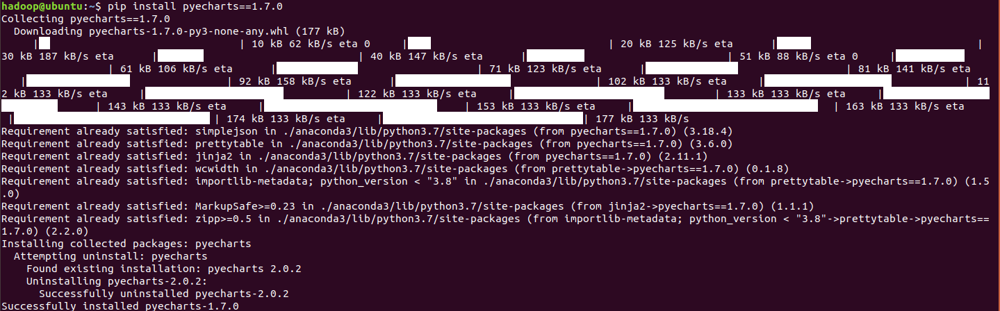 hadoop@ubuntu:~$ pip install pyecharts==1.7.0
Collecting pyecharts==1.7.0
  Downloading pyecharts-1.7.0-py3-none-any.whl (177 kB)
| | 10 kB 62 kB/s eta 0 | | 20 kB 125 kB/s eta | |
30 kB 187 kB/s eta | | 40 kB 147 kB/s eta | | 51 kB 88 kB/s eta 0 |
| 61 kB 106 kB/s eta | | 71 kB 123 kB/s eta | | 81 kB 141 kB/s eta
| | 92 kB 158 kB/s eta | | 102 kB 133 kB/s eta | | 11
2 kB 133 kB/s eta | | 122 kB 133 kB/s eta | | 133 kB 133 kB/s eta |
| 143 kB 133 kB/s eta | | 153 kB 133 kB/s eta | | 163 kB 133 kB/s eta
| | 174 kB 133 kB/s eta | | 177 kB 133 kB/s
Requirement already satisfied: simplejson in ./anaconda3/lib/python3.7/site-packages (from pyecharts==1.7.0) (3.18.4)
Requirement already satisfied: prettytable in ./anaconda3/lib/python3.7/site-packages (from pyecharts==1.7.0) (3.6.0)
Requirement already satisfied: jinja2 in ./anaconda3/lib/python3.7/site-packages (from pyecharts==1.7.0) (2.11.1)
Requirement already satisfied: wcwidth in ./anaconda3/lib/python3.7/site-packages (from prettytable->pyecharts==1.7.0) (0.1.8)
Requirement already satisfied: importlib-metadata; python_version < "3.8" in ./anaconda3/lib/python3.7/site-packages (from prettytable->pyecharts==1.7.0) (1.5
.0)
Requirement already satisfied: MarkupSafe>=0.23 in ./anaconda3/lib/python3.7/site-packages (from jinja2->pyecharts==1.7.0) (1.1.1)
Requirement already satisfied: zipp>=0.5 in ./anaconda3/lib/python3.7/site-packages (from importlib-metadata; python_version < "3.8"->prettytable->pyecharts==
1.7.0) (2.2.0)
Installing collected packages: pyecharts
  Attempting uninstall: pyecharts
    Found existing installation: pyecharts 2.0.2
    Uninstalling pyecharts-2.0.2:
      Successfully uninstalled pyecharts-2.0.2
Successfully installed pyecharts-1.7.0